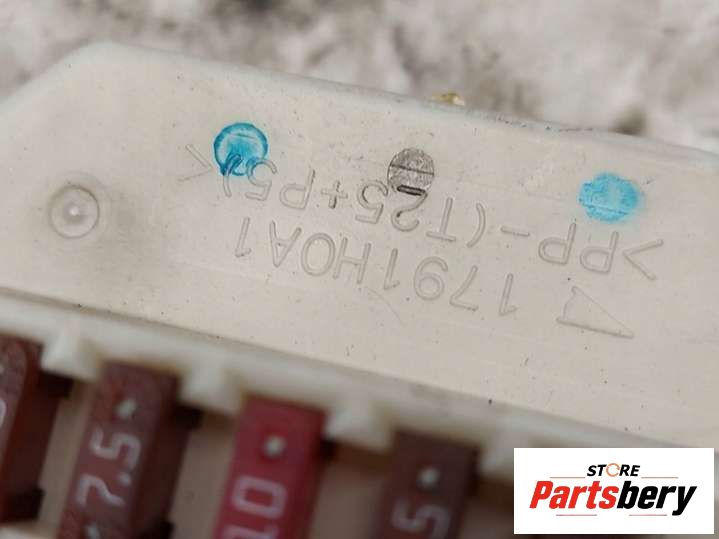 1791H0A1
>PP-(T25+P5)<
7.5
10
5
STORE
Partsbery